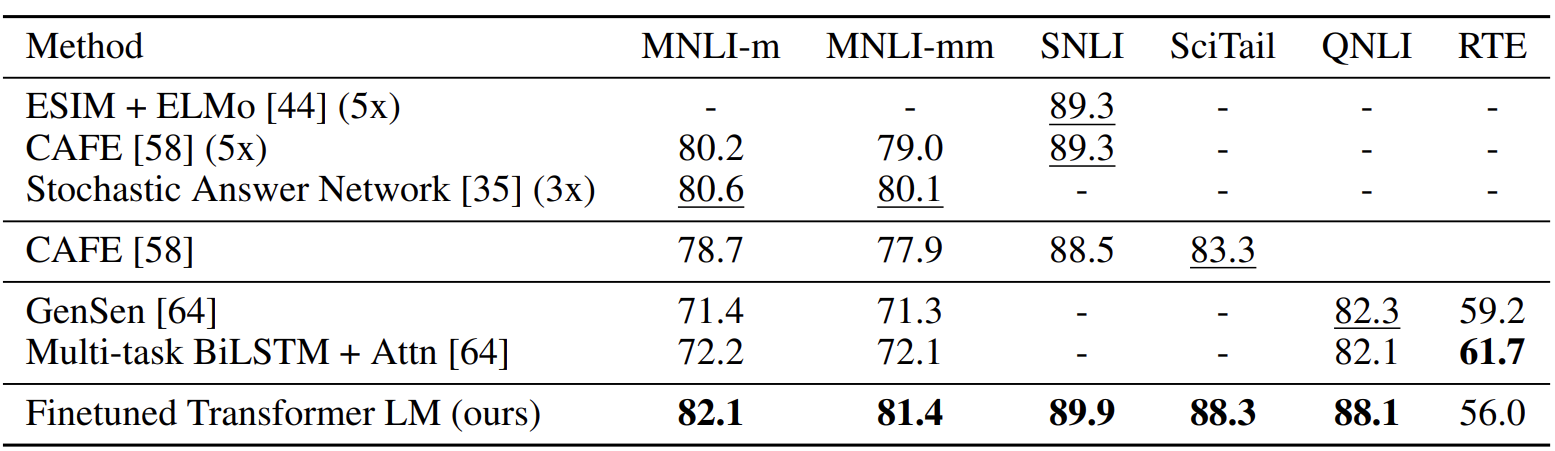 Method MNLI-m MNLI-mm SNLI SciTail QNLI RTE
ESIM + ELMo [44] (5x) - - 89.3 - - -
CAFE [58] (5x) 80.2 79.0 89.3 - - -
Stochastic Answer Network [35] (3x) 80.6 80.1 - - - -
CAFE [58] 78.7 77.9 88.5 83.3
GenSen [64] 71.4 71.3 - - 82.3 59.2
Multi-task BiLSTM + Attn [64] 72.2 72.1 - - 82.1 61.7
Finetuned Transformer LM (ours) 82.1 81.4 89.9 88.3 88.1 56.0